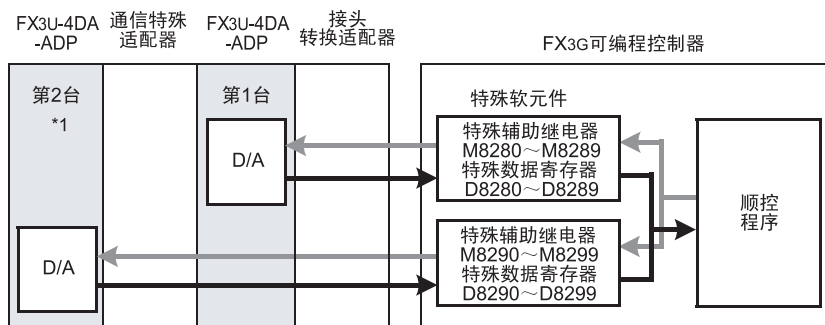 FX3U-4DA
-ADP
通信特殊
适配器
FX3U-4DA
-ADP
接头
转换适配器
FX3G可编程控制器
第2台
*1
第1台
特殊软元件
D/A
特殊辅助继电器
M8280～M8289
特殊数据寄存器
D8280～D8289
顺控
程序
D/A
特殊辅助继电器
M8290～M8299
特殊数据寄存器
D8290～D8299